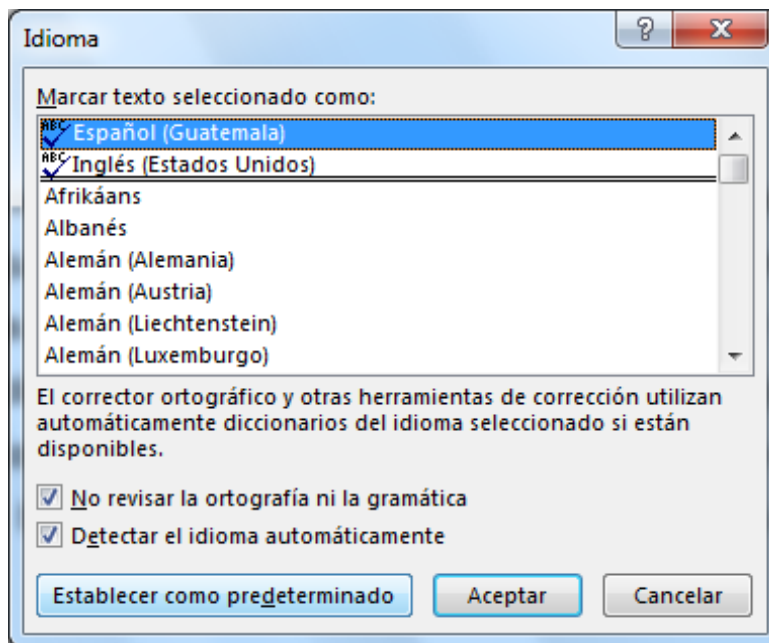 Idioma
Marcar texto seleccionado como:
ABC Español (Guatemala)
ABC Inglés (Estados Unidos)
Afrikáans
Albanés
Alemán (Alemania)
Alemán (Austria)
Alemán (Liechtenstein)
Alemán (Luxemburgo)
El corrector ortográfico y otras herramientas de corrección utilizan
automáticamente diccionarios del idioma seleccionado si están
disponibles.
No revisar la ortografía ni la gramática
Detectar el idioma automáticamente
Establecer como predeterminado Aceptar Cancelar